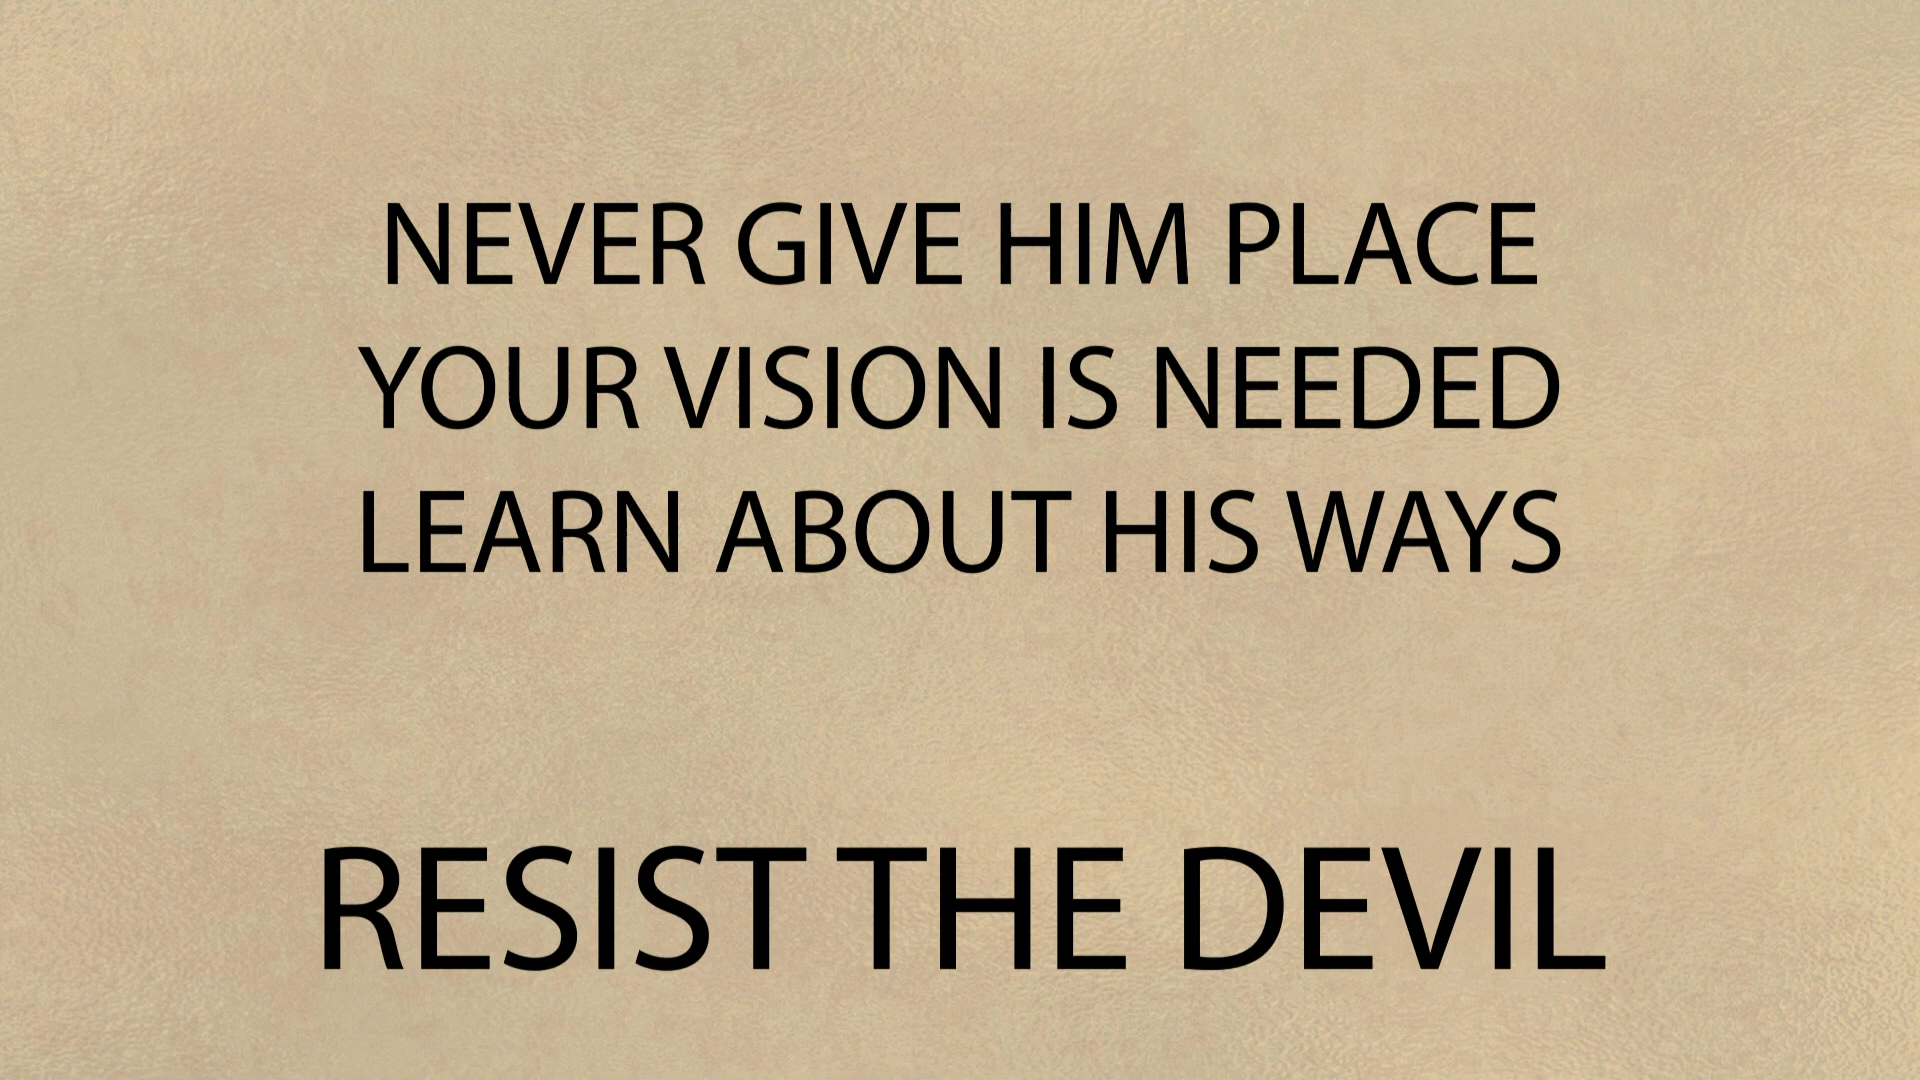 NEVER GIVE HIM PLACE
YOUR VISION IS NEEDED
LEARN ABOUT HIS WAYS
RESIST THE DEVIL